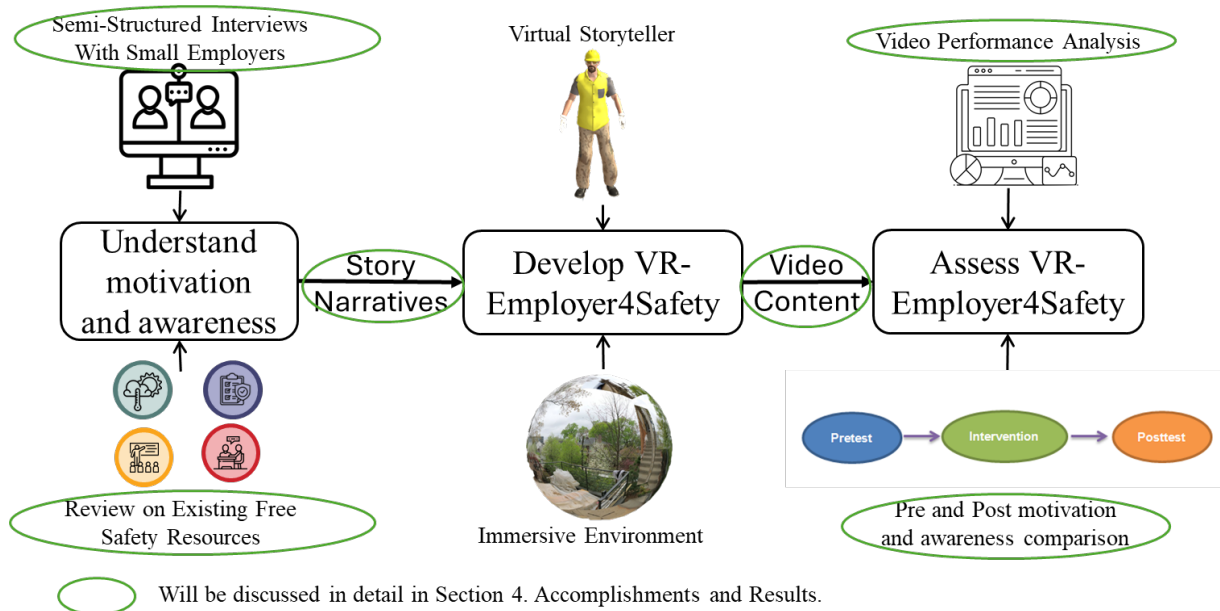 Semi-Structured Interviews
With Small Employers
Virtual Storyteller
Video Performance Analysis
Understand
motivation
and awareness
Story
Narratives
Develop VR-
Employer4Safety
Video
Content
Assess VR-
Employer4Safety
Pretest
Intervention
Posttest
Review on Existing Free
Safety Resources
Immersive Environment
Pre and Post motivation
and awareness comparison
Will be discussed in detail in Section 4. Accomplishments and Results.